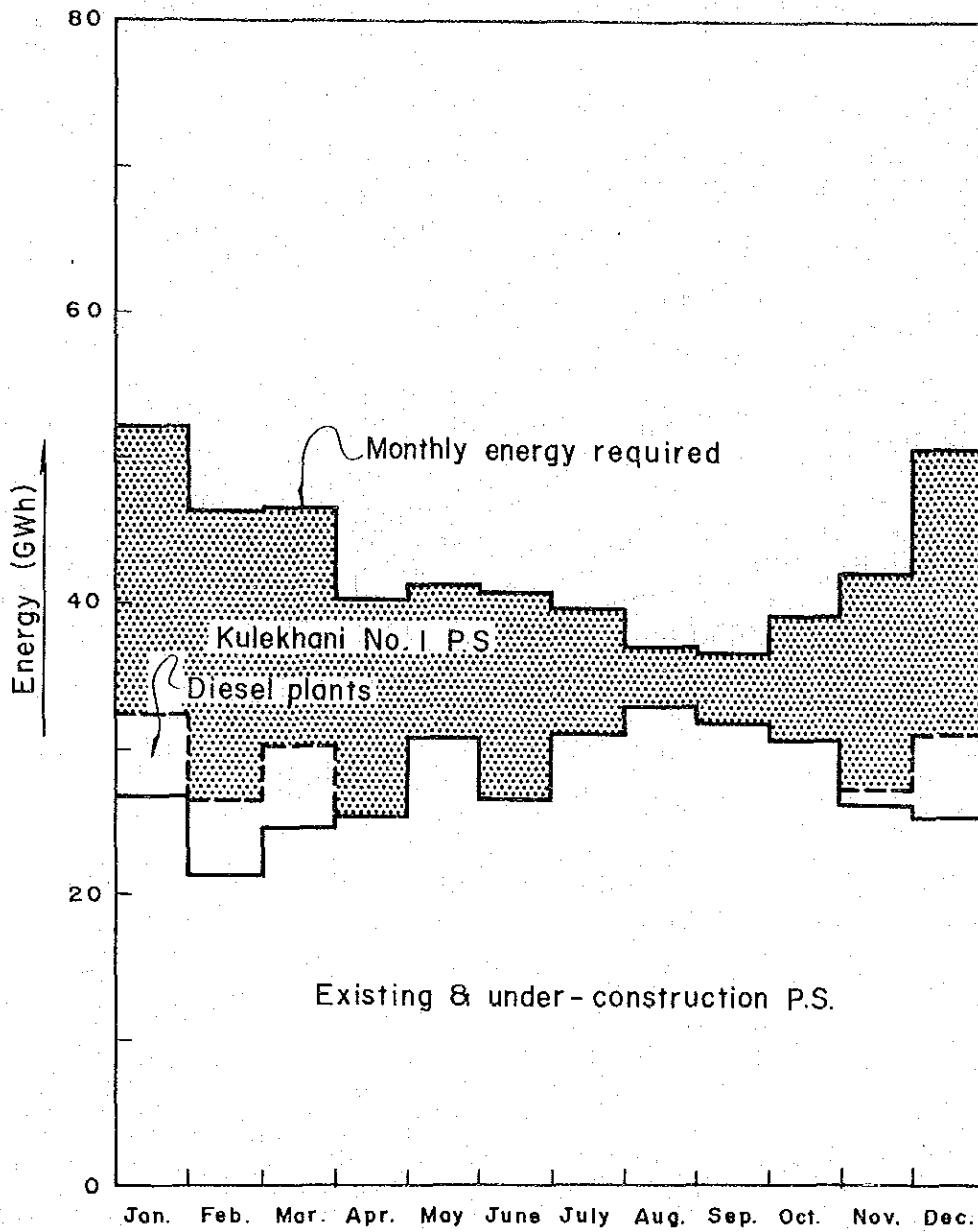 80
60
40
20
0
Energy (GWh)
Monthly energy required
Kulekhani No. 1 P.S
Diesel plants
Existing & under-construction P.S.
Jan. Feb. Mar. Apr. May June July Aug. Sep. Oct. Nov. Dec.